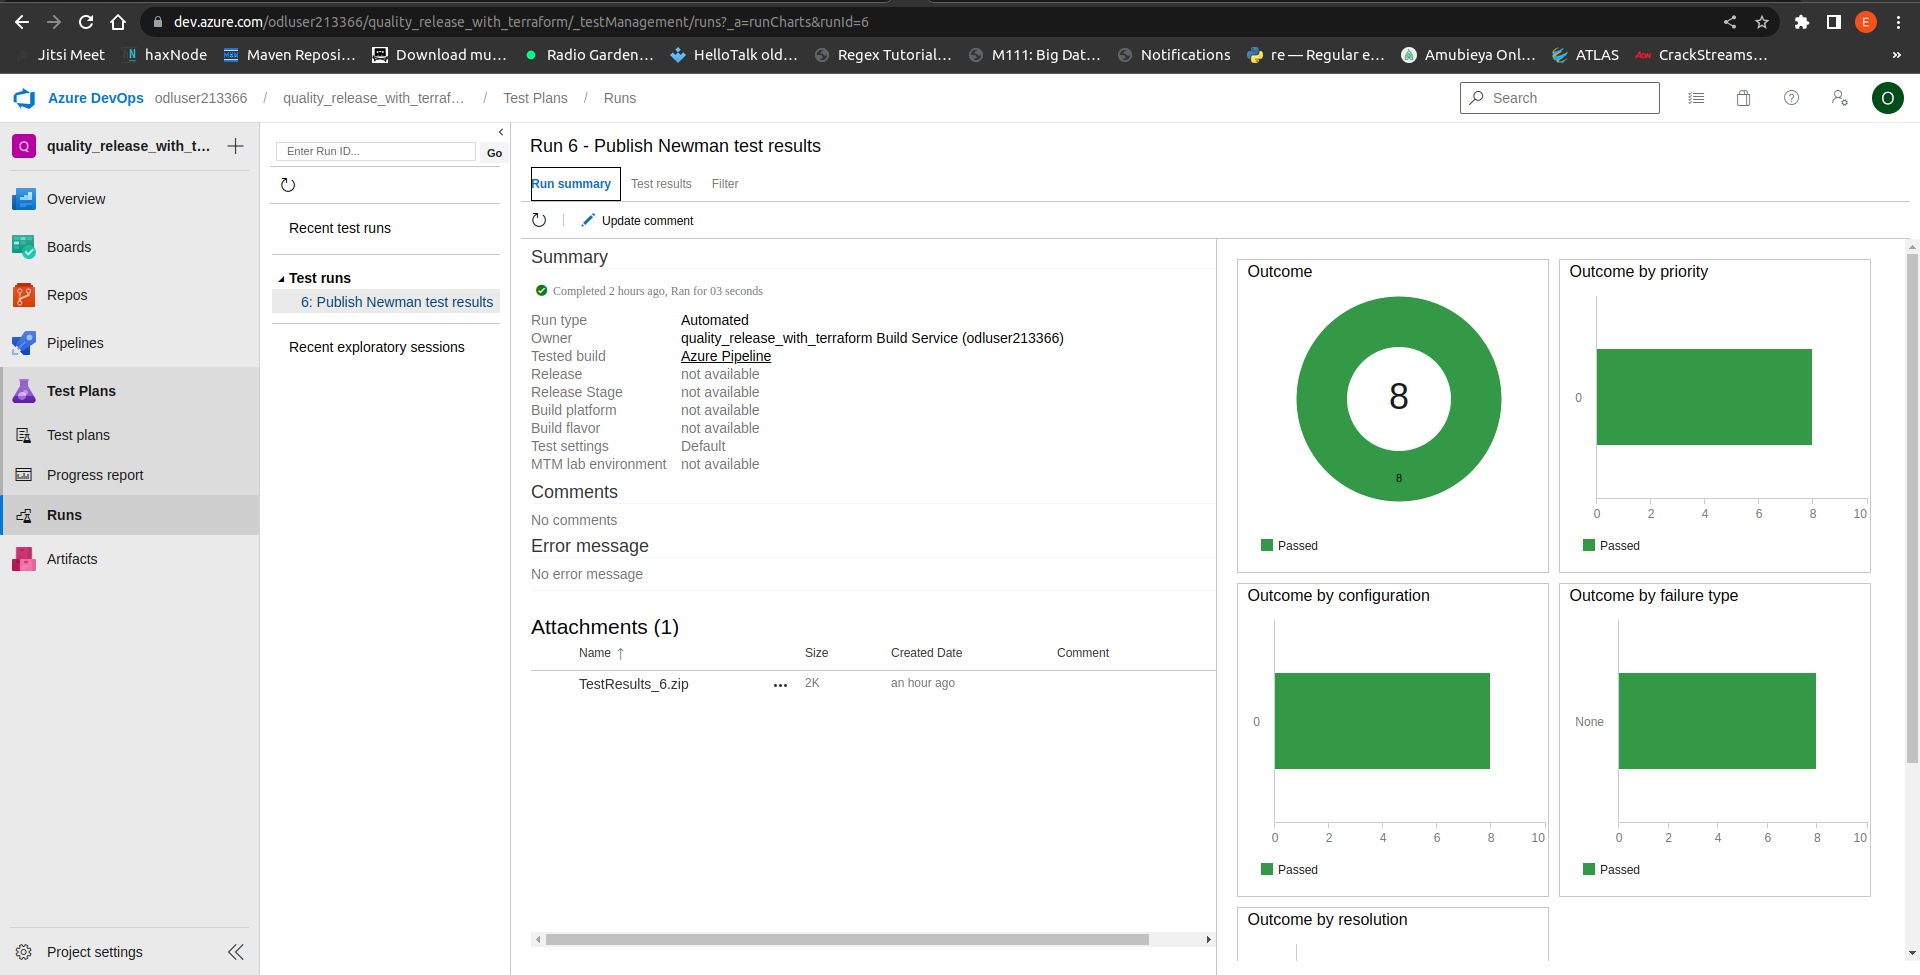 dev.azure.com/odluser213366/quality_release_with_terraform/_testManagement/runs?_a=runCharts&runId=6
E
Jitsi Meet haxNode Maven Reposi... Download mu... Radio Garden... HelloTalk old... Regex Tutorial... M111: Big Dat... Notifications re — Regular e... Amubieya Onl... ATLAS CrackStreams... »
Azure DevOps odluser213366 / quality_release_with_terraf... / Test Plans / Runs
Search
O
Q quality_release_with_t...
Overview
Boards
Repos
Pipelines
Test Plans
Test plans
Progress report
Runs
Artifacts
Project settings
Enter Run ID... Go
Recent test runs
Test runs
6: Publish Newman test results
Recent exploratory sessions
Run 6 - Publish Newman test results
Run summary Test results Filter
Update comment
Summary
Completed 2 hours ago, Ran for 03 seconds
Run type Automated
Owner quality_release_with_terraform Build Service (odluser213366)
Tested build Azure Pipeline
Release not available
Release Stage not available
Build platform not available
Build flavor not available
Test settings Default
MTM lab environment not available
Comments
No comments
Error message
No error message
Attachments (1)
Name ↑ Size Created Date Comment
TestResults_6.zip ... 2K an hour ago
Outcome
8
8
Passed
Outcome by priority
0
0 2 4 6 8 10
Passed
Outcome by configuration
0
0 2 4 6 8 10
Passed
Outcome by failure type
None
0 2 4 6 8 10
Passed
Outcome by resolution